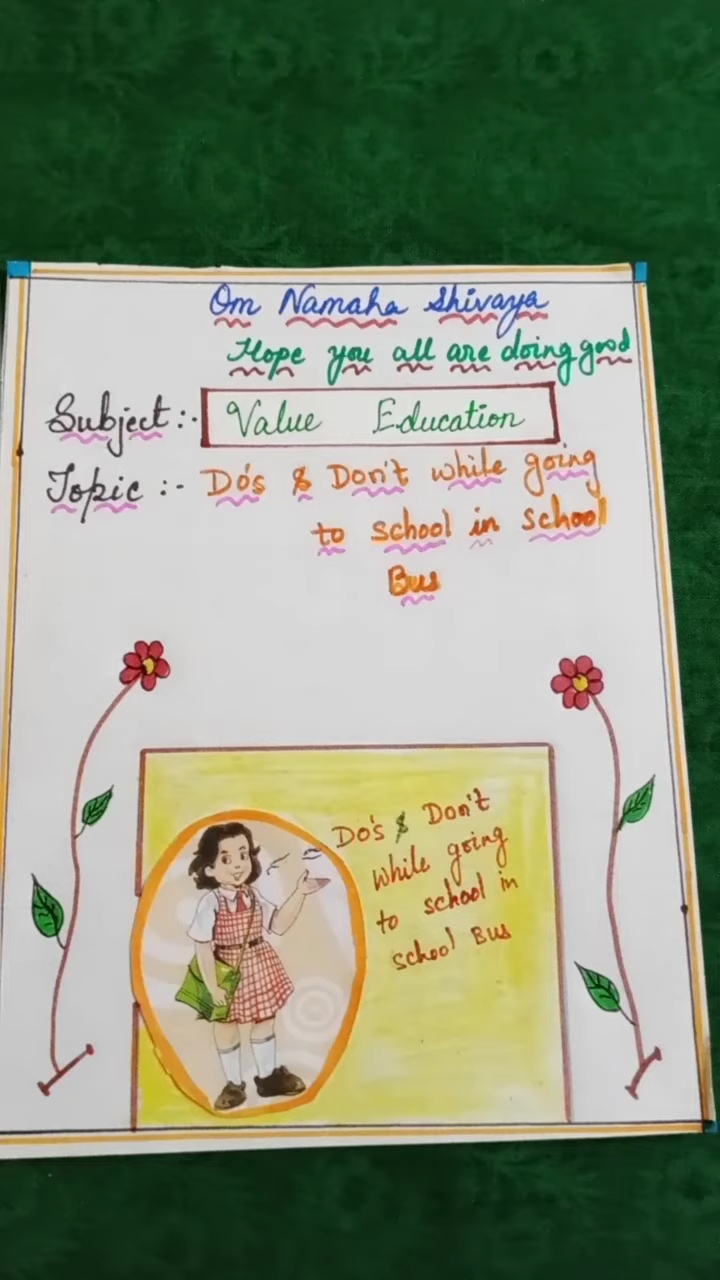 Om Namaha Shivaya
Hope you all are doing good
Subject:- Value Education
Topic:- Do's & Don't while going
to school in school
Bus
Do's & Don't
while going
to school in
school Bus